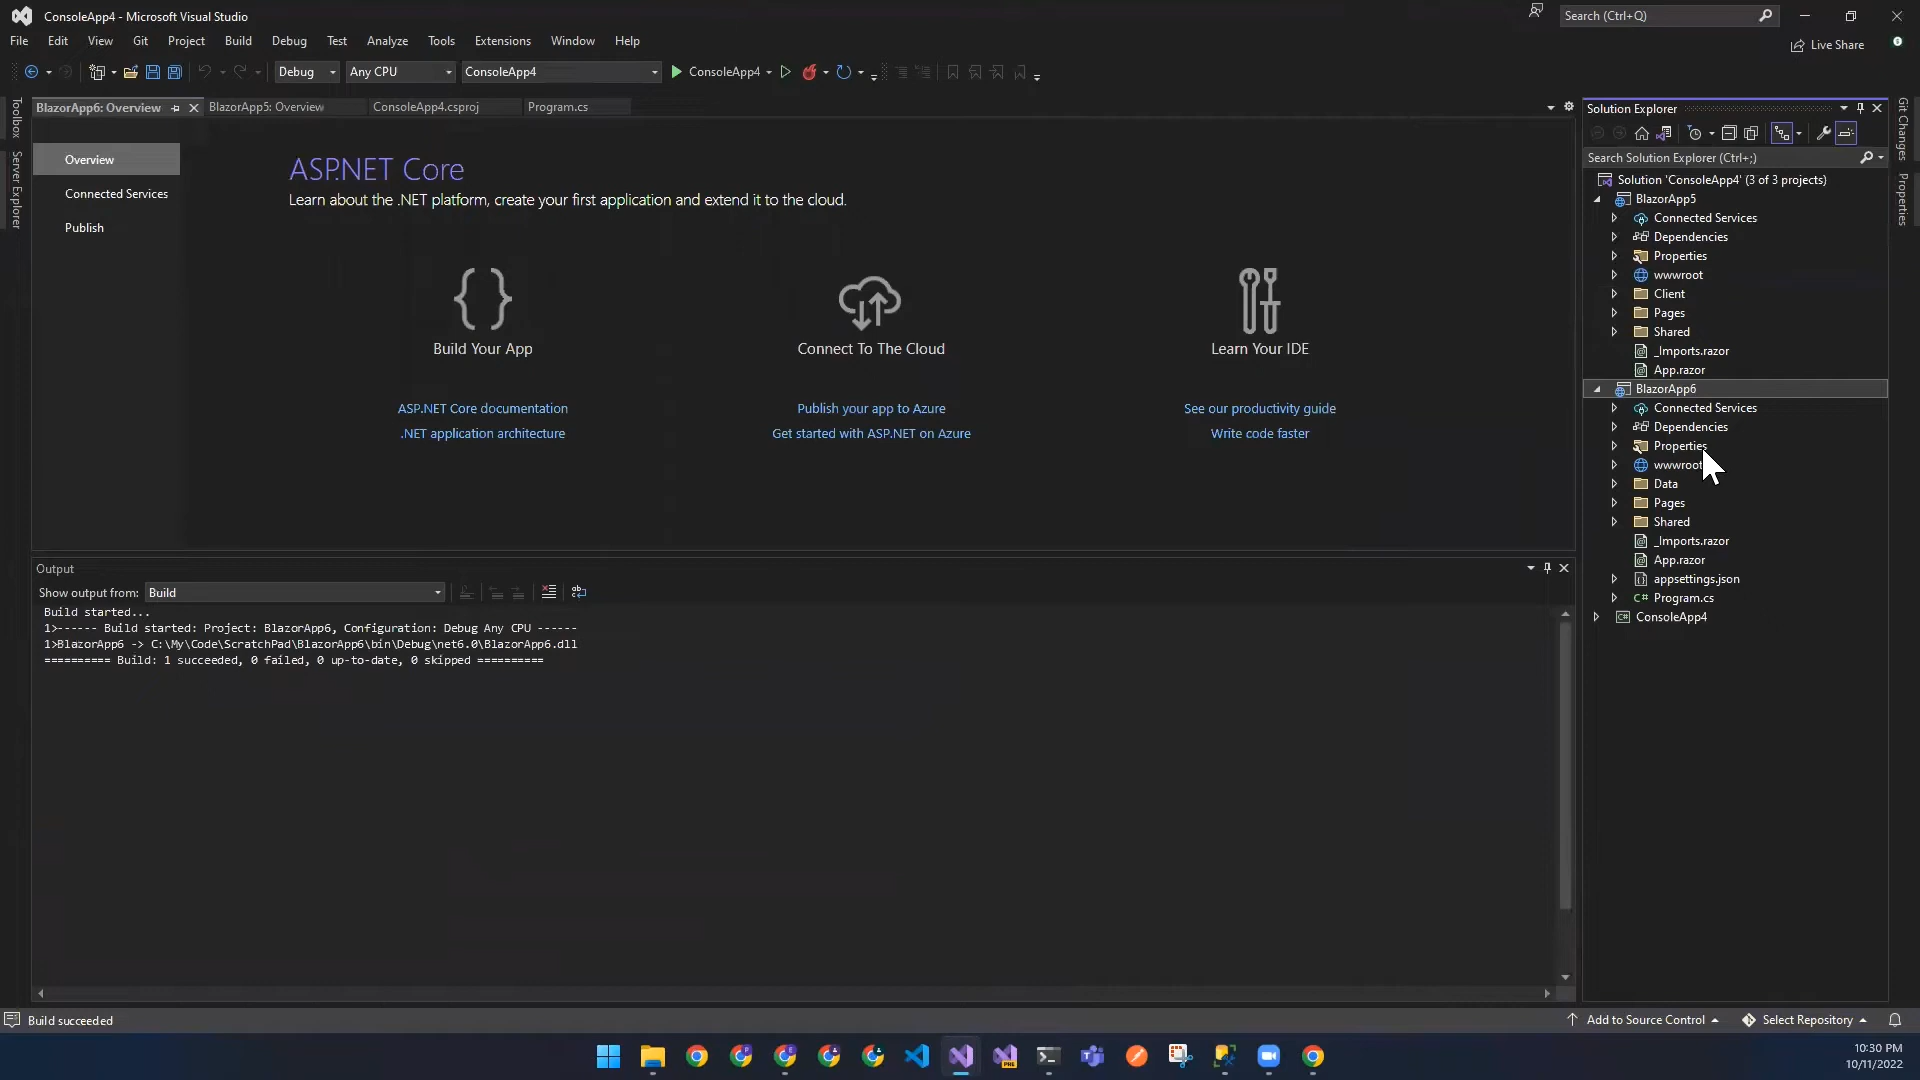 ConsoleApp4 - Microsoft Visual Studio
Search (Ctrl+Q)
File Edit View Git Project Build Debug Test Analyze Tools Extensions Window Help
Live Share
Debug Any CPU ConsoleApp4 ConsoleApp4
Toolbox
Server Explorer
BlazorApp6: Overview BlazorApp5: Overview ConsoleApp4.csproj Program.cs
Overview
Connected Services
Publish
ASP.NET Core
Learn about the .NET platform, create your first application and extend it to the cloud.
Build Your App
ASP.NET Core documentation
.NET application architecture
Connect To The Cloud
Publish your app to Azure
Get started with ASP.NET on Azure
Learn Your IDE
See our productivity guide
Write code faster
Output
Show output from: Build
Build started...
1>------ Build started: Project: BlazorApp6, Configuration: Debug Any CPU ------
1>BlazorApp6 -> C:\My\Code\ScratchPad\BlazorApp6\bin\Debug\net6.0\BlazorApp6.dll
========== Build: 1 succeeded, 0 failed, 0 up-to-date, 0 skipped ==========
Solution Explorer
Search Solution Explorer (Ctrl+;)
Solution 'ConsoleApp4' (3 of 3 projects)
BlazorApp5
Connected Services
Dependencies
Properties
wwwroot
Client
Pages
Shared
_Imports.razor
App.razor
BlazorApp6
Connected Services
Dependencies
Properties
wwwroot
Data
Pages
Shared
_Imports.razor
App.razor
appsettings.json
C# Program.cs
C# ConsoleApp4
Git Changes
Properties
Build succeeded
Add to Source Control
Select Repository
10:30 PM
10/11/2022